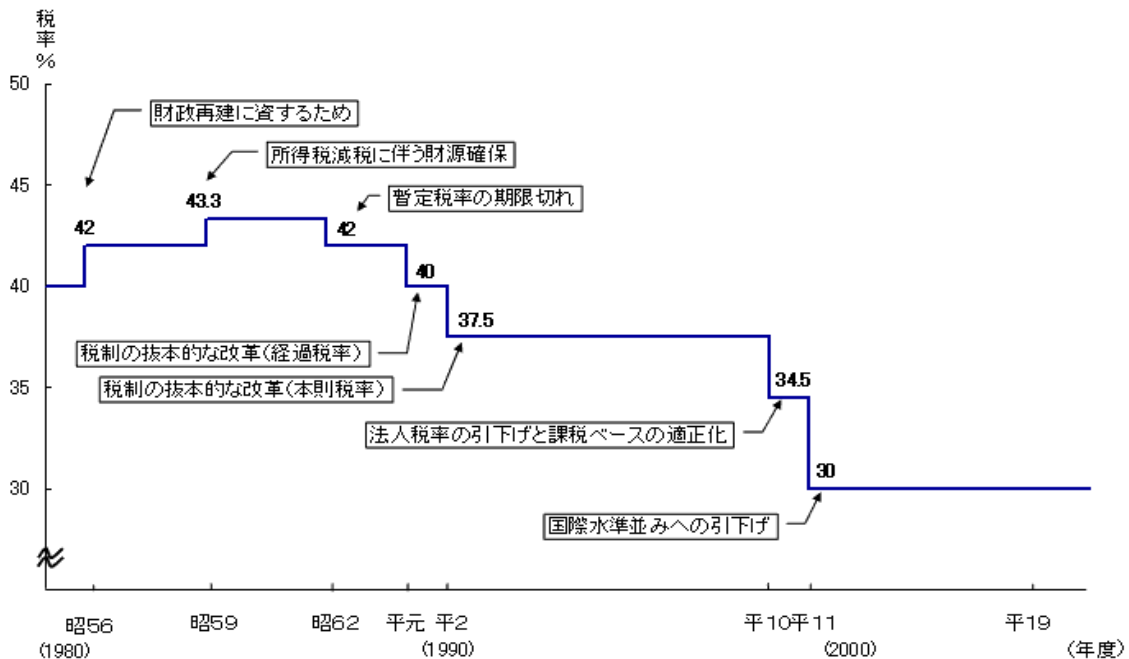 税率%
50
財政再建に資するため
所得税減税に伴う財源確保
45
43.3
暫定税率の期限切れ
42
42
40
40
37.5
税制の抜本的な改革(経過税率)
税制の抜本的な改革(本則税率)
35
34.5
法人税率の引下げと課税ベースの適正化
30
30
国際水準並みへの引下げ
昭56 昭59 昭62 平元 平2 平10 平11 平19
(1980) (1990) (2000) (年度)